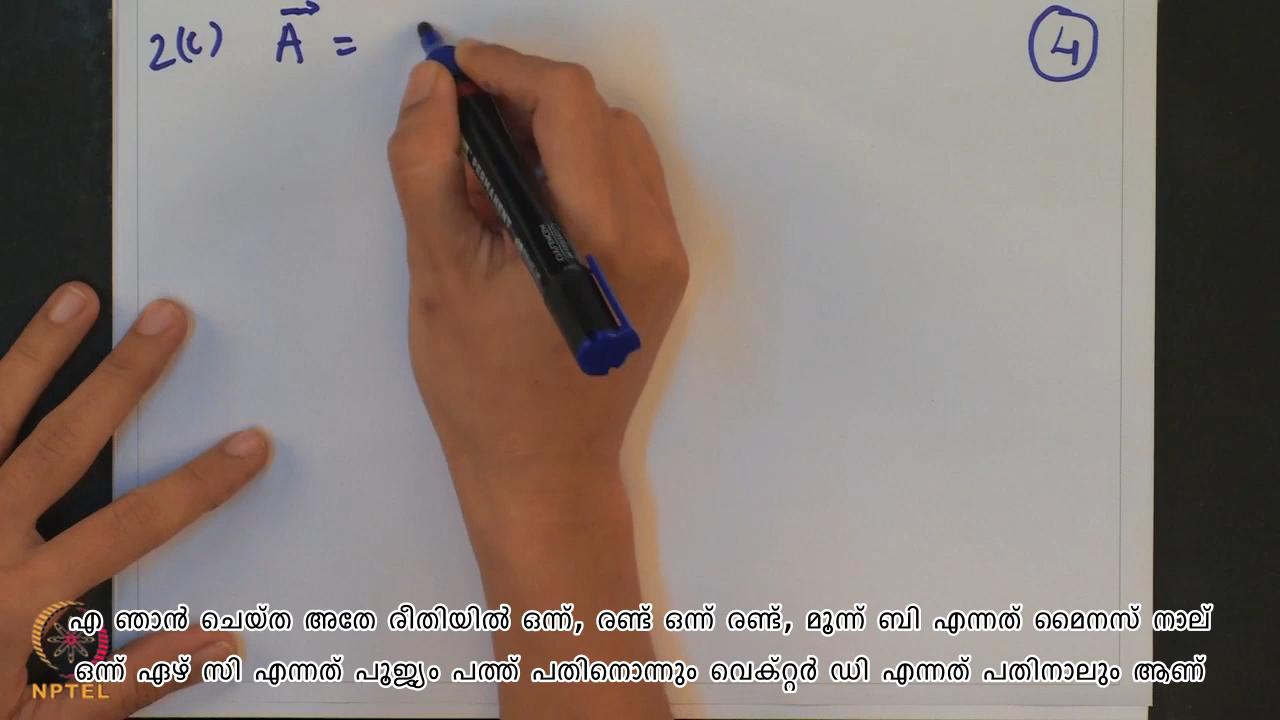 2(c) A⃗ = 4
എ ഞാൻ ചെയ്ത അതേ രീതിയിൽ ഒന്ന്, രണ്ട് ഒന്ന് രണ്ട്, മൂന്ന് ബി എന്നത് മൈനസ് നാല്
ഒന്ന് ഏഴ് സി എന്നത് പൂജ്യം പത്ത് പതിനൊന്നും വെക്റ്റർ ഡി എന്നത് പതിനാലും ആണ്
NPTEL